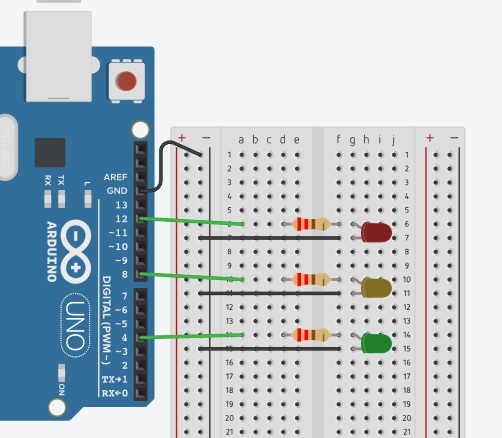 AREF
GND
13
12
~11
~10
~9
8
7
~6
~5
4
~3
2
TX→1
RX←0
DIGITAL (PWM~)
RX
TX
L
ARDUINO
UNO
ON
+ − a b c d e f g h i j + −
1 1
2 2
3 3
4 4
5 5
6 6
7 7
8 8
9 9
10 10
11 11
12 12
13 13
14 14
15 15
16 16
17 17
18 18
19 19
20 20
21 21